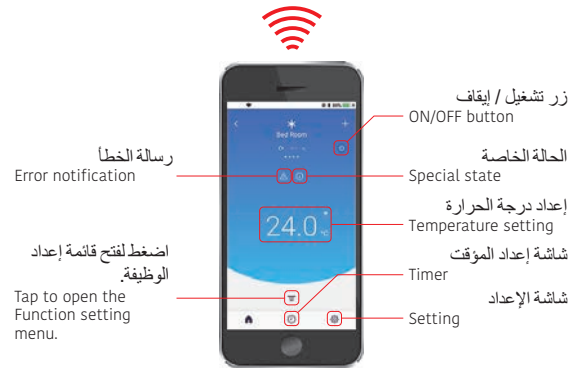 زر تشغيل / إيقاف
ON/OFF button
رسالة الخطأ
Error notification
الحالة الخاصة
Special state
إعداد درجة الحرارة
Temperature setting
اضغط لفتح قائمة إعداد
الوظيفة.
Tap to open the
Function setting
menu.
شاشة إعداد المؤقت
Timer
شاشة الإعداد
Setting
Bed Room
24.0